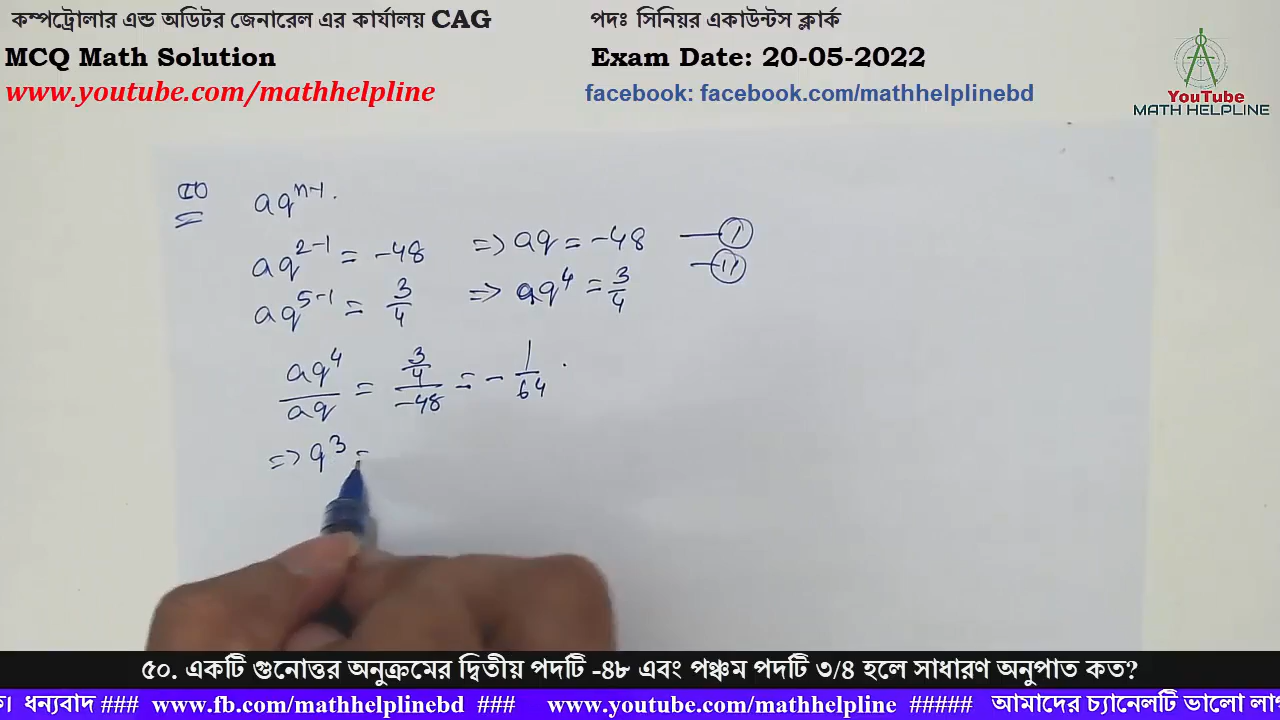 কম্পট্রোলার এন্ড অডিটর জেনারেল এর কার্যালয় CAG
পদঃ সিনিয়র একাউন্টস ক্লার্ক
MCQ Math Solution
Exam Date: 20-05-2022
www.youtube.com/mathhelpline
facebook: facebook.com/mathhelplinebd
YouTube
MATH HELPLINE
aq^{n-1}.
aq^{2-1} = -48 => aq = -48 —(i)
aq^{5-1} = 3/4 => aq^4 = 3/4 —(ii)
aq^4/aq = (3/4)/-48 = -1/64.
=> q^3 =
৫০. একটি গুনোত্তর অনুক্রমের দ্বিতীয় পদটি -৪৮ এবং পঞ্চম পদটি ৩/৪ হলে সাধারণ অনুপাত কত?
ধন্যবাদ ### www.fb.com/mathhelplinebd ### www.youtube.com/mathhelpline ##### আমাদের চ্যানেলটি ভালো